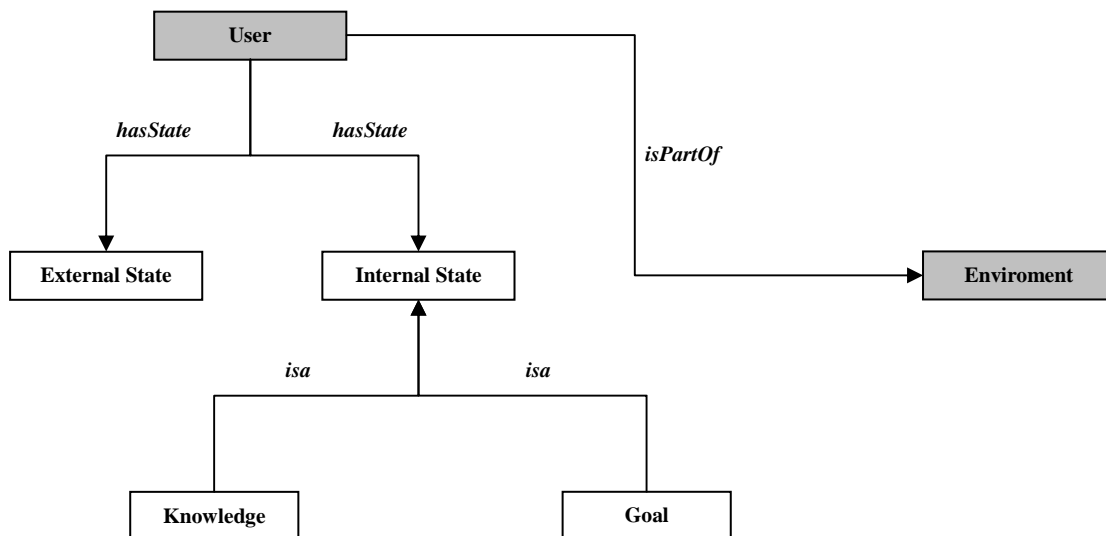 User
hasState
hasState
isPartOf
External State
Internal State
Enviroment
isa
isa
Knowledge
Goal